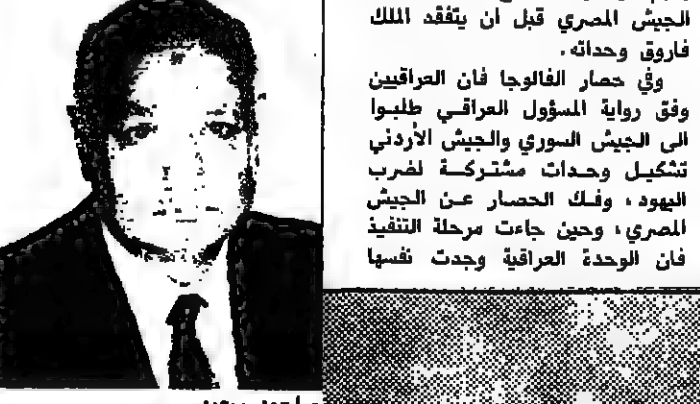 الجيش المصري قبل ان يتفقد الملك
فاروق وحداته.
وفي حصار الفالوجا فان العراقيين
وفق رواية المسؤول العراقي طلبوا
الى الجيش السوري والجيش الأردني
تشكيل وحدات مشتركة لضرب
اليهود، وفك الحصار عن الجيش
المصري، وحين جاءت مرحلة التنفيذ
فان الوحدة العراقية وجدت نفسها